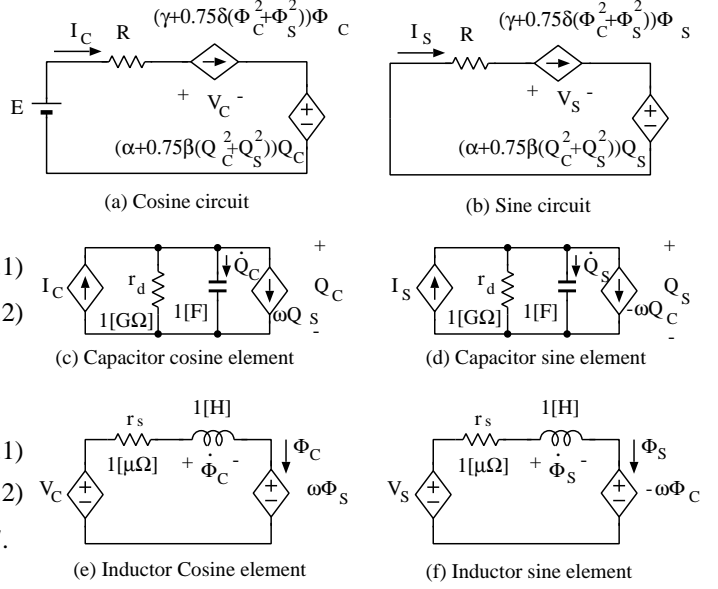 (γ+0.75δ(Φ_C^2+Φ_S^2))Φ_C
I_C R
+ V_C -
E
(α+0.75β(Q_C^2+Q_S^2))Q_C
(a) Cosine circuit
(γ+0.75δ(Φ_C^2+Φ_S^2))Φ_S
I_S R
+ V_S -
(α+0.75β(Q_C^2+Q_S^2))Q_S
(b) Sine circuit
1)
2)
I_C r_d Q̇_C + Q_C -
1[GΩ] 1[F] ωQ_S
(c) Capacitor cosine element
I_S r_d Q̇_S + Q_S -
1[GΩ] 1[F] -ωQ_C
(d) Capacitor sine element
1)
2)
.
r_s 1[H]
1[μΩ] + Φ̇_C - Φ_C
V_C + - + - ωΦ_S
(e) Inductor Cosine element
r_s 1[H]
1[μΩ] + Φ̇_S - Φ_S
V_S + - + - -ωΦ_C
(f) Inductor sine element